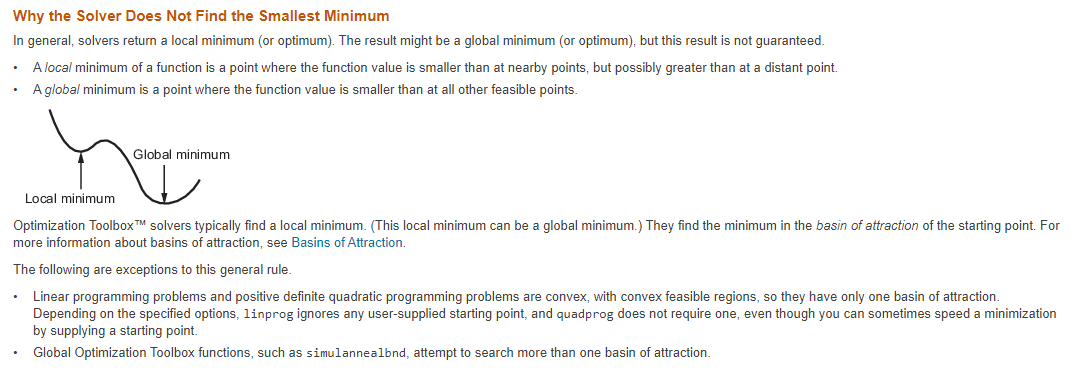 Why the Solver Does Not Find the Smallest Minimum
In general, solvers return a local minimum (or optimum). The result might be a global minimum (or optimum), but this result is not guaranteed.
• A local minimum of a function is a point where the function value is smaller than at nearby points, but possibly greater than at a distant point.
• A global minimum is a point where the function value is smaller than at all other feasible points.
Global minimum
Local minimum
Optimization Toolbox™ solvers typically find a local minimum. (This local minimum can be a global minimum.) They find the minimum in the basin of attraction of the starting point. For
more information about basins of attraction, see Basins of Attraction.
The following are exceptions to this general rule.
• Linear programming problems and positive definite quadratic programming problems are convex, with convex feasible regions, so they have only one basin of attraction.
Depending on the specified options, linprog ignores any user-supplied starting point, and quadprog does not require one, even though you can sometimes speed a minimization
by supplying a starting point.
• Global Optimization Toolbox functions, such as simulannealbnd, attempt to search more than one basin of attraction.